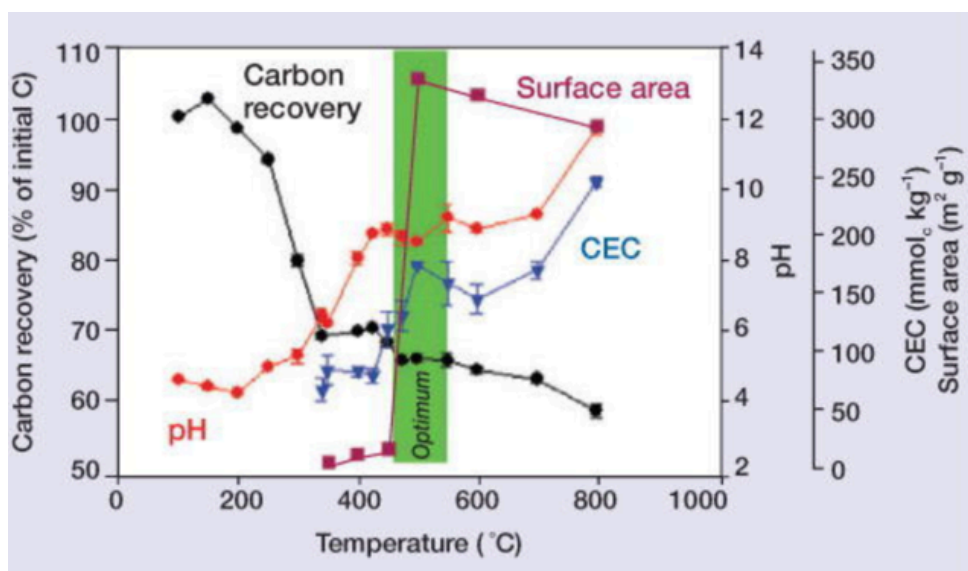 Carbon recovery (% of initial C)
110
100
90
80
70
60
50
Carbon
recovery
pH
Optimum
Surface area
CEC
14
12
10
8
6
4
2
pH
350
300
250
200
150
100
50
0
CEC (mmolc kg⁻¹)
Surface area (m² g⁻¹)
0
200
400
600
800
1000
Temperature (˚C)